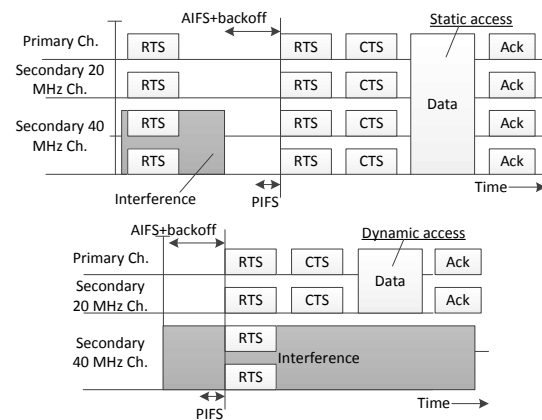 AIFS+backoff
Static access
Primary Ch.
RTS
RTS
CTS
Ack
Secondary 20
MHz Ch.
RTS
RTS
CTS
Data
Ack
Secondary 40
MHz Ch.
RTS
RTS
CTS
Ack
RTS
RTS
CTS
Ack
Interference
PIFS
Time
AIFS+backoff
Dynamic access
Primary Ch.
RTS
CTS
Ack
Data
Secondary
20 MHz Ch.
RTS
CTS
Ack
Secondary
40 MHz Ch.
RTS
Interference
RTS
PIFS
Time